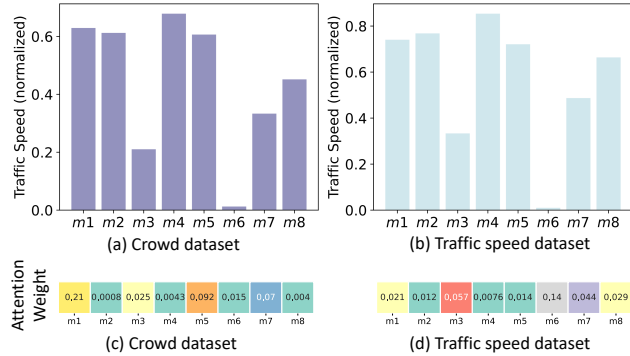 Traffic Speed (normalized)
0.6
0.4
0.2
0.0
m1 m2 m3 m4 m5 m6 m7 m8
(a) Crowd dataset
Traffic Speed (normalized)
0.8
0.6
0.4
0.2
0.0
m1 m2 m3 m4 m5 m6 m7 m8
(b) Traffic speed dataset
Attention
Weight
0,21 0,0008 0,025 0,0043 0,092 0,015 0,07 0,004
m1 m2 m3 m4 m5 m6 m7 m8
(c) Crowd dataset
0,021 0,012 0,057 0,0076 0,014 0,14 0,044 0,029
m1 m2 m3 m4 m5 m6 m7 m8
(d) Traffic speed dataset